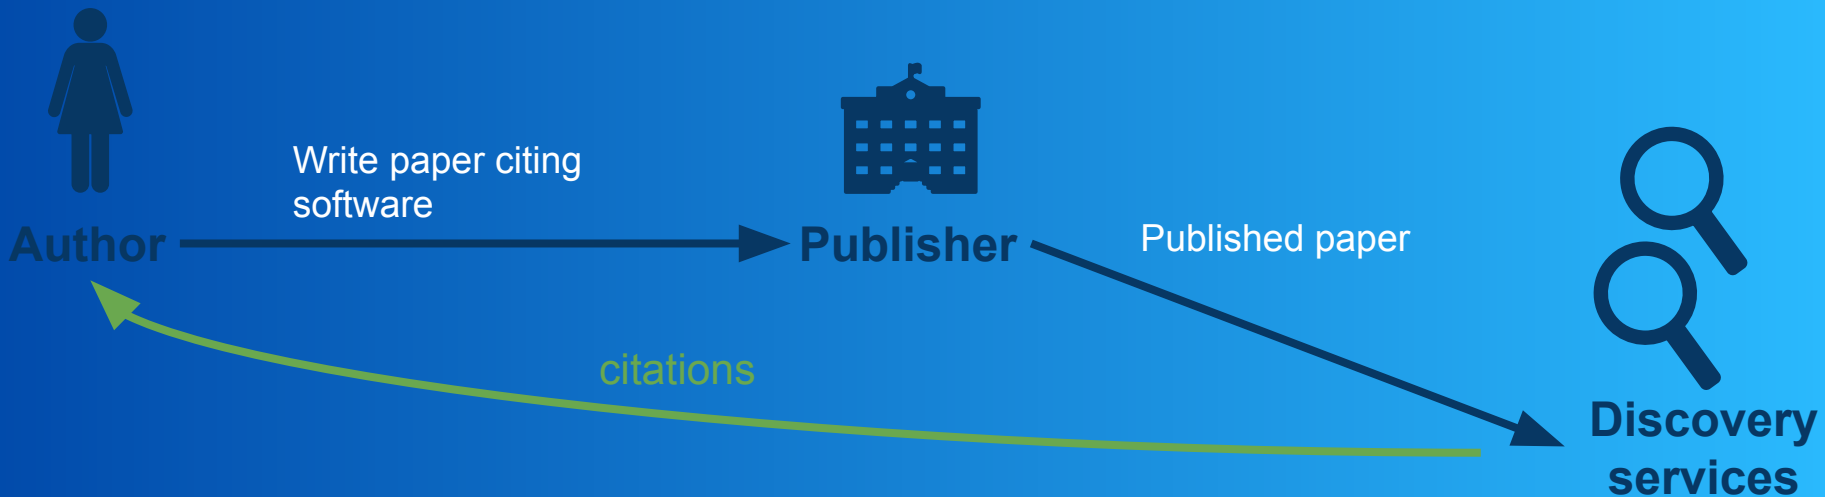 Write paper citing
software
Author
Publisher
Published paper
citations
Discovery
services